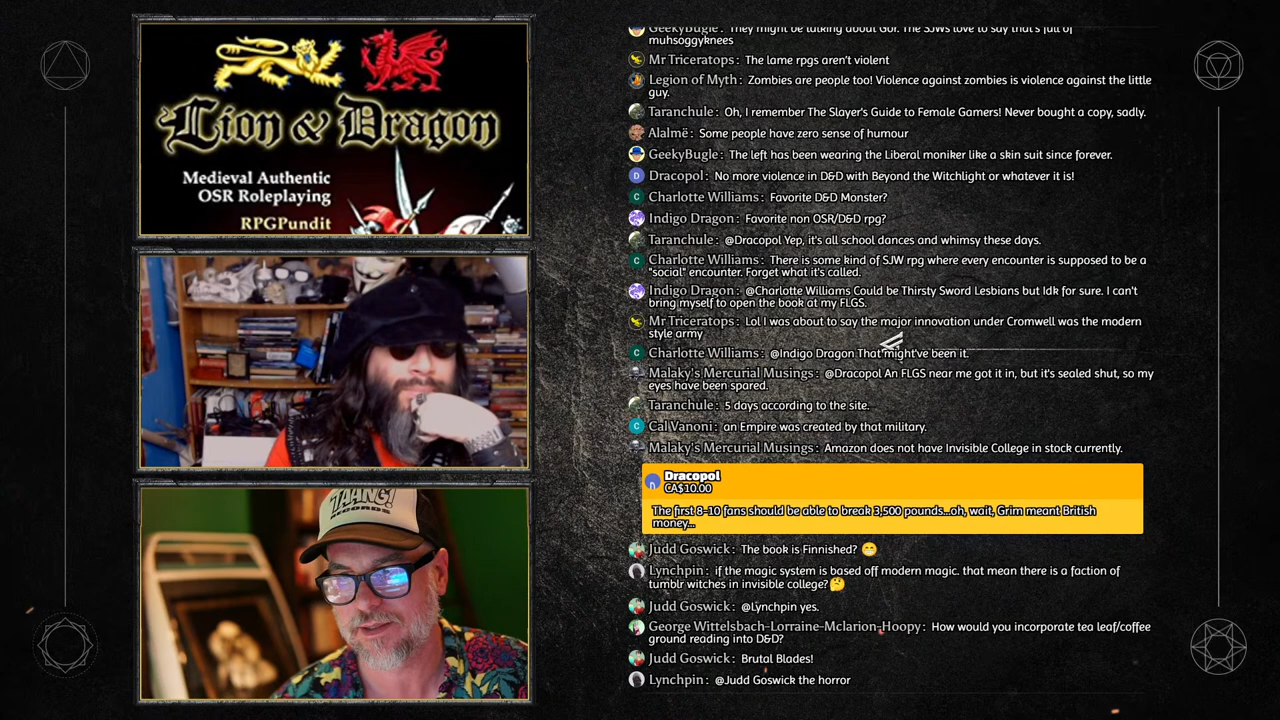 Lion & Dragon
Medieval Authentic
OSR Roleplaying
RPGPundit
TAANG!
RECORDS
GeekyBugle: They might be talking about Gor. The SJWs love to say that's full of
muhsoggyknees
Mr Triceratops: The lame rpgs aren't violent
Legion of Myth: Zombies are people too! Violence against zombies is violence against the little
guy.
Taranchule: Oh, I remember The Slayer's Guide to Female Gamers! Never bought a copy, sadly.
Alalmë: Some people have zero sense of humour
GeekyBugle: The left has been wearing the Liberal moniker like a skin suit since forever.
D Dracopol: No more violence in D&D with Beyond the Witchlight or whatever it is!
C Charlotte Williams: Favorite D&D Monster?
Indigo Dragon: Favorite non OSR/D&D rpg?
Taranchule: @Dracopol Yep, it's all school dances and whimsy these days.
C Charlotte Williams: There is some kind of SJW rpg where every encounter is supposed to be a
"social" encounter. Forget what it's called.
Indigo Dragon: @Charlotte Williams Could be Thirsty Sword Lesbians but Idk for sure. I can't
bring myself to open the book at my FLGS.
Mr Triceratops: Lol I was about to say the major innovation under Cromwell was the modern
style army
C Charlotte Williams: @Indigo Dragon That might've been it.
Malaky's Mercurial Musings: @Dracopol An FLGS near me got it in, but it's sealed shut, so my
eyes have been spared.
Taranchule: 5 days according to the site.
C Cal Vanoni: an Empire was created by that military.
Malaky's Mercurial Musings: Amazon does not have Invisible College in stock currently.
Dracopol
CA$10.00
The first 8-10 fans should be able to break 3,500 pounds...oh, wait, Grim meant British
money...
Judd Goswick: The book is Finnished? 😁
Lynchpin: if the magic system is based off modern magic. that mean there is a faction of
tumblr witches in invisible college? 🤔
Judd Goswick: @Lynchpin yes.
George Wittelsbach-Lorraine-Mclarion-Hoopy: How would you incorporate tea leaf/coffee
ground reading into D&D?
Judd Goswick: Brutal Blades!
Lynchpin: @Judd Goswick the horror